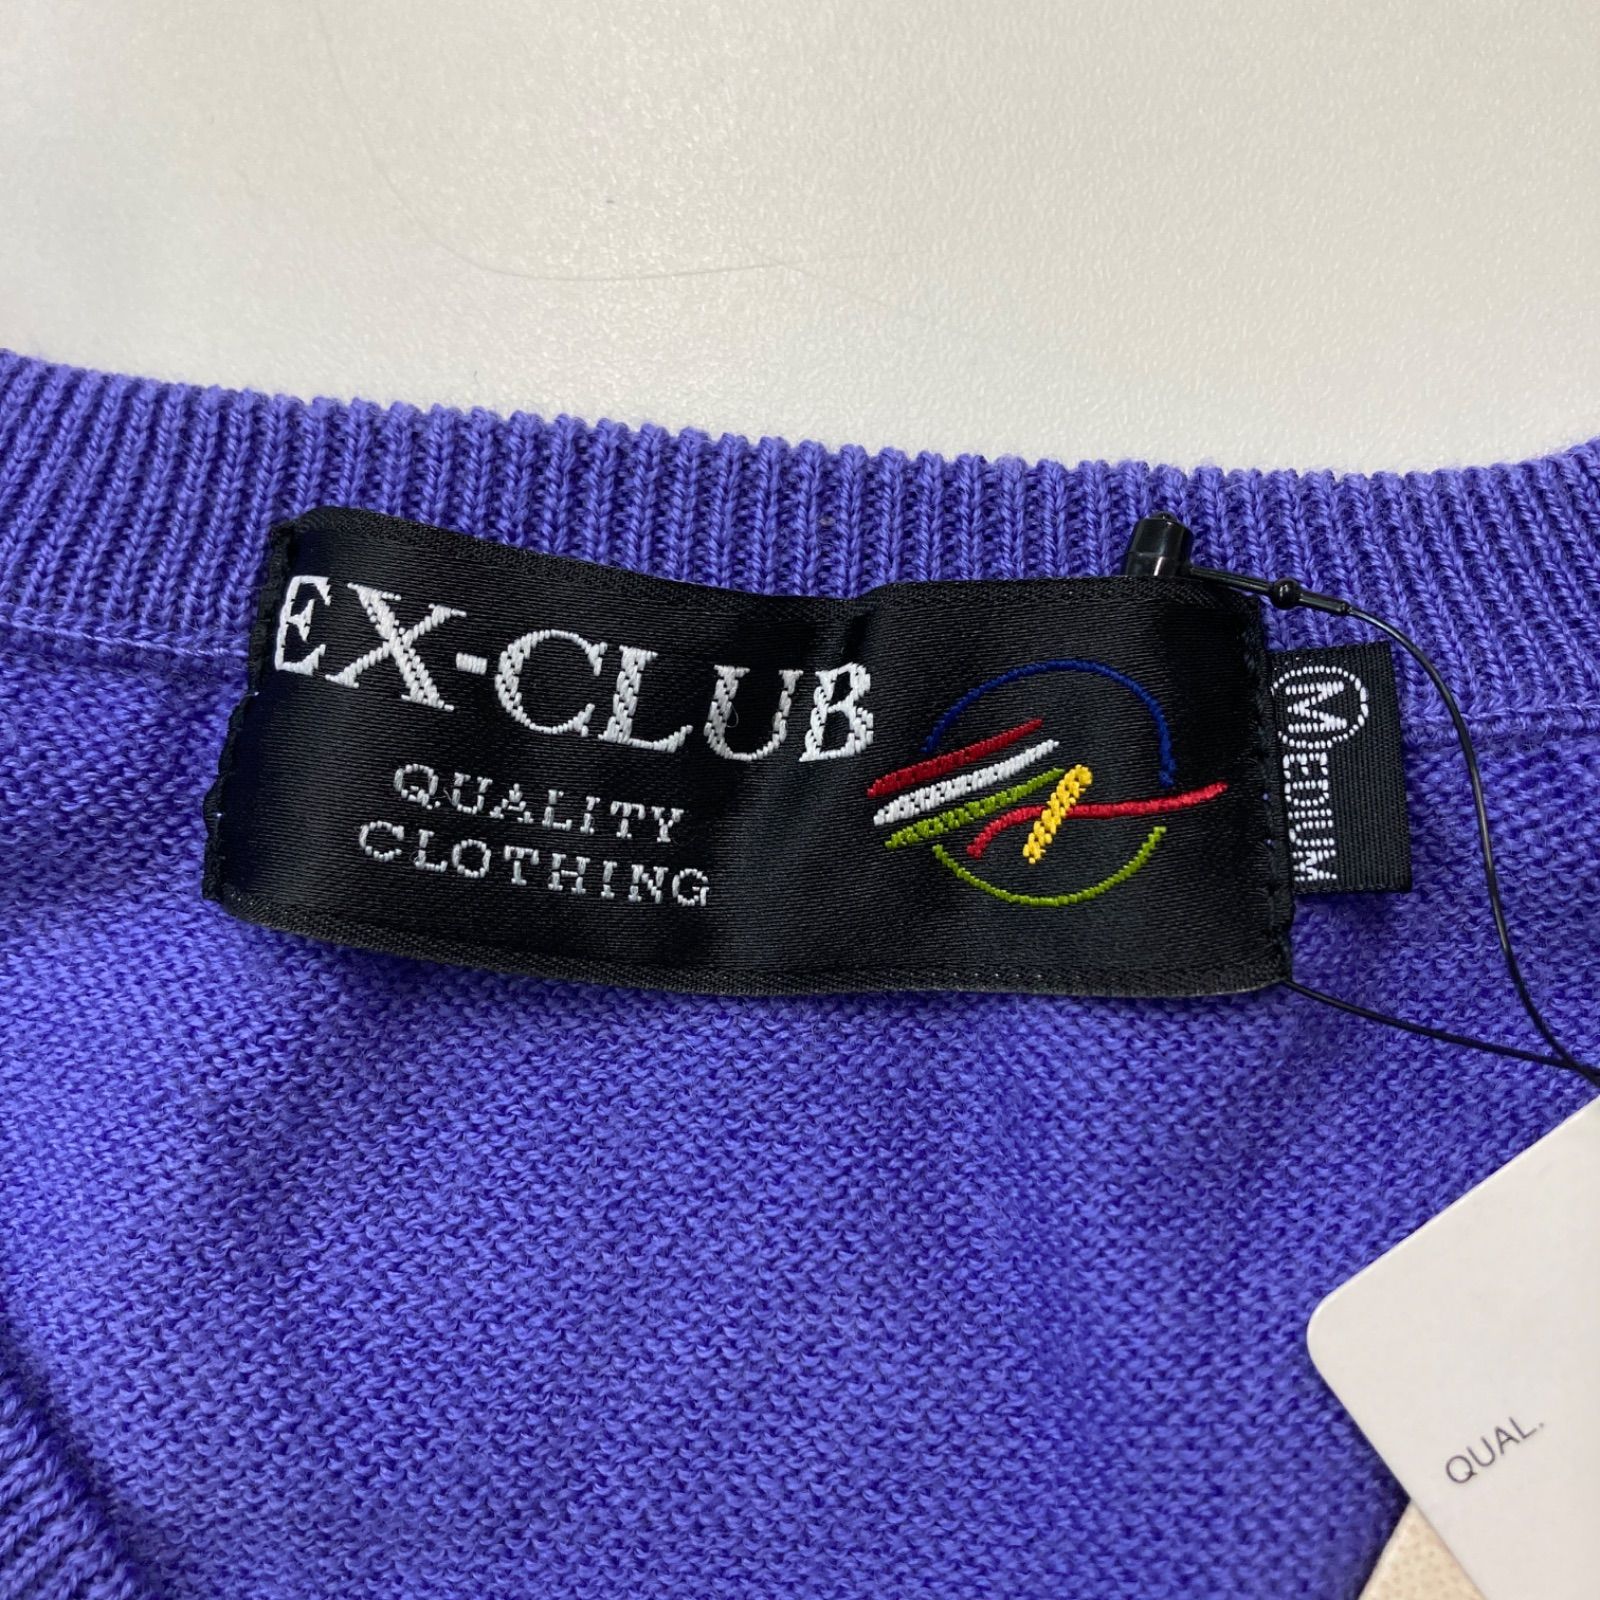 EX-CLUB
QUALITY
CLOTHING
MEDIUM
QUAL.